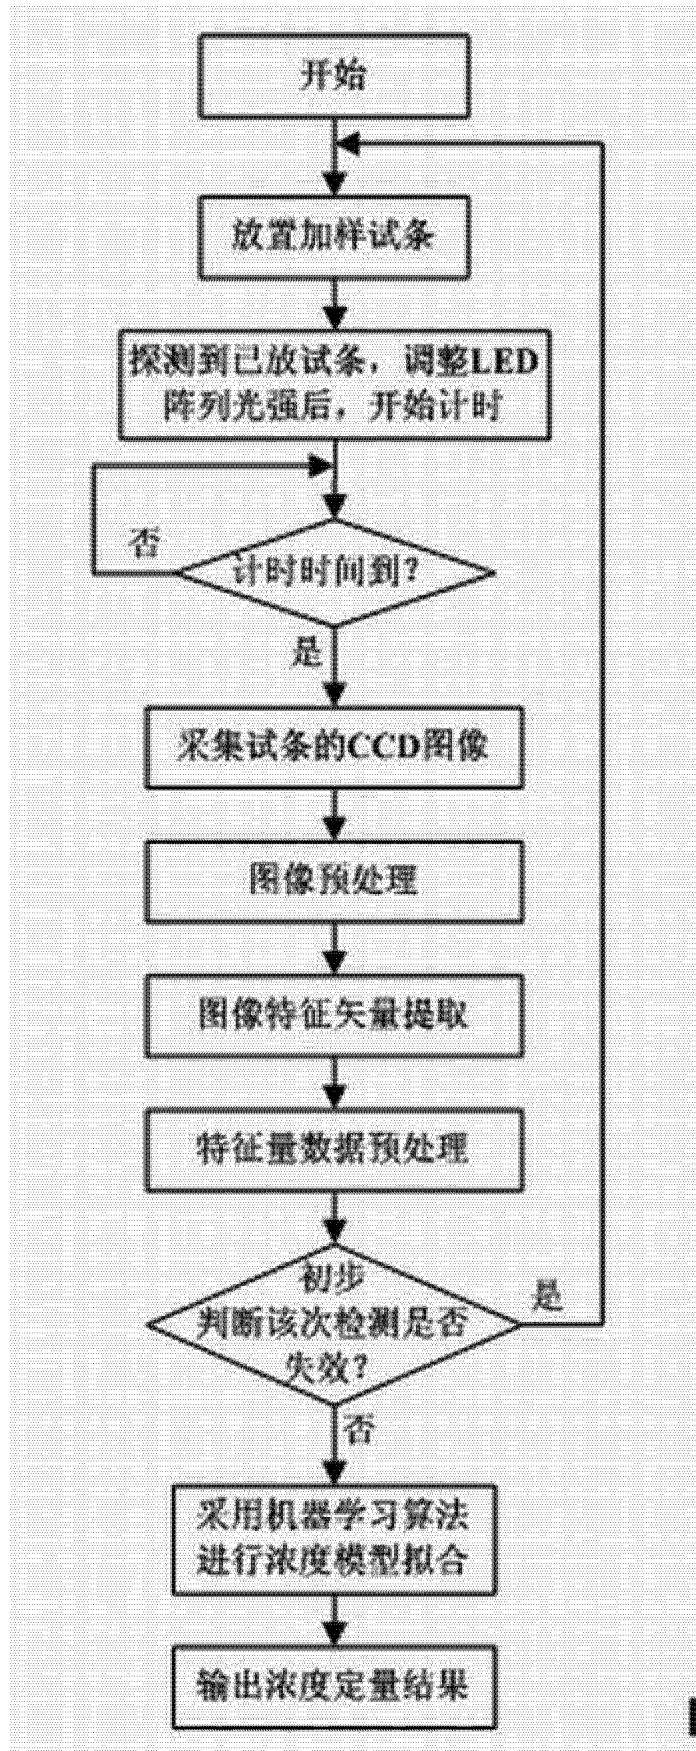 开始
放置加样试条
探测到已放试条，调整LED
阵列光强后，开始计时
否
计时时间到？
是
采集试条的CCD图像
图像预处理
图像特征矢量提取
特征量数据预处理
初步
判断该次检测是否
失效？
是
否
采用机器学习算法
进行浓度模型拟合
输出浓度定量结果